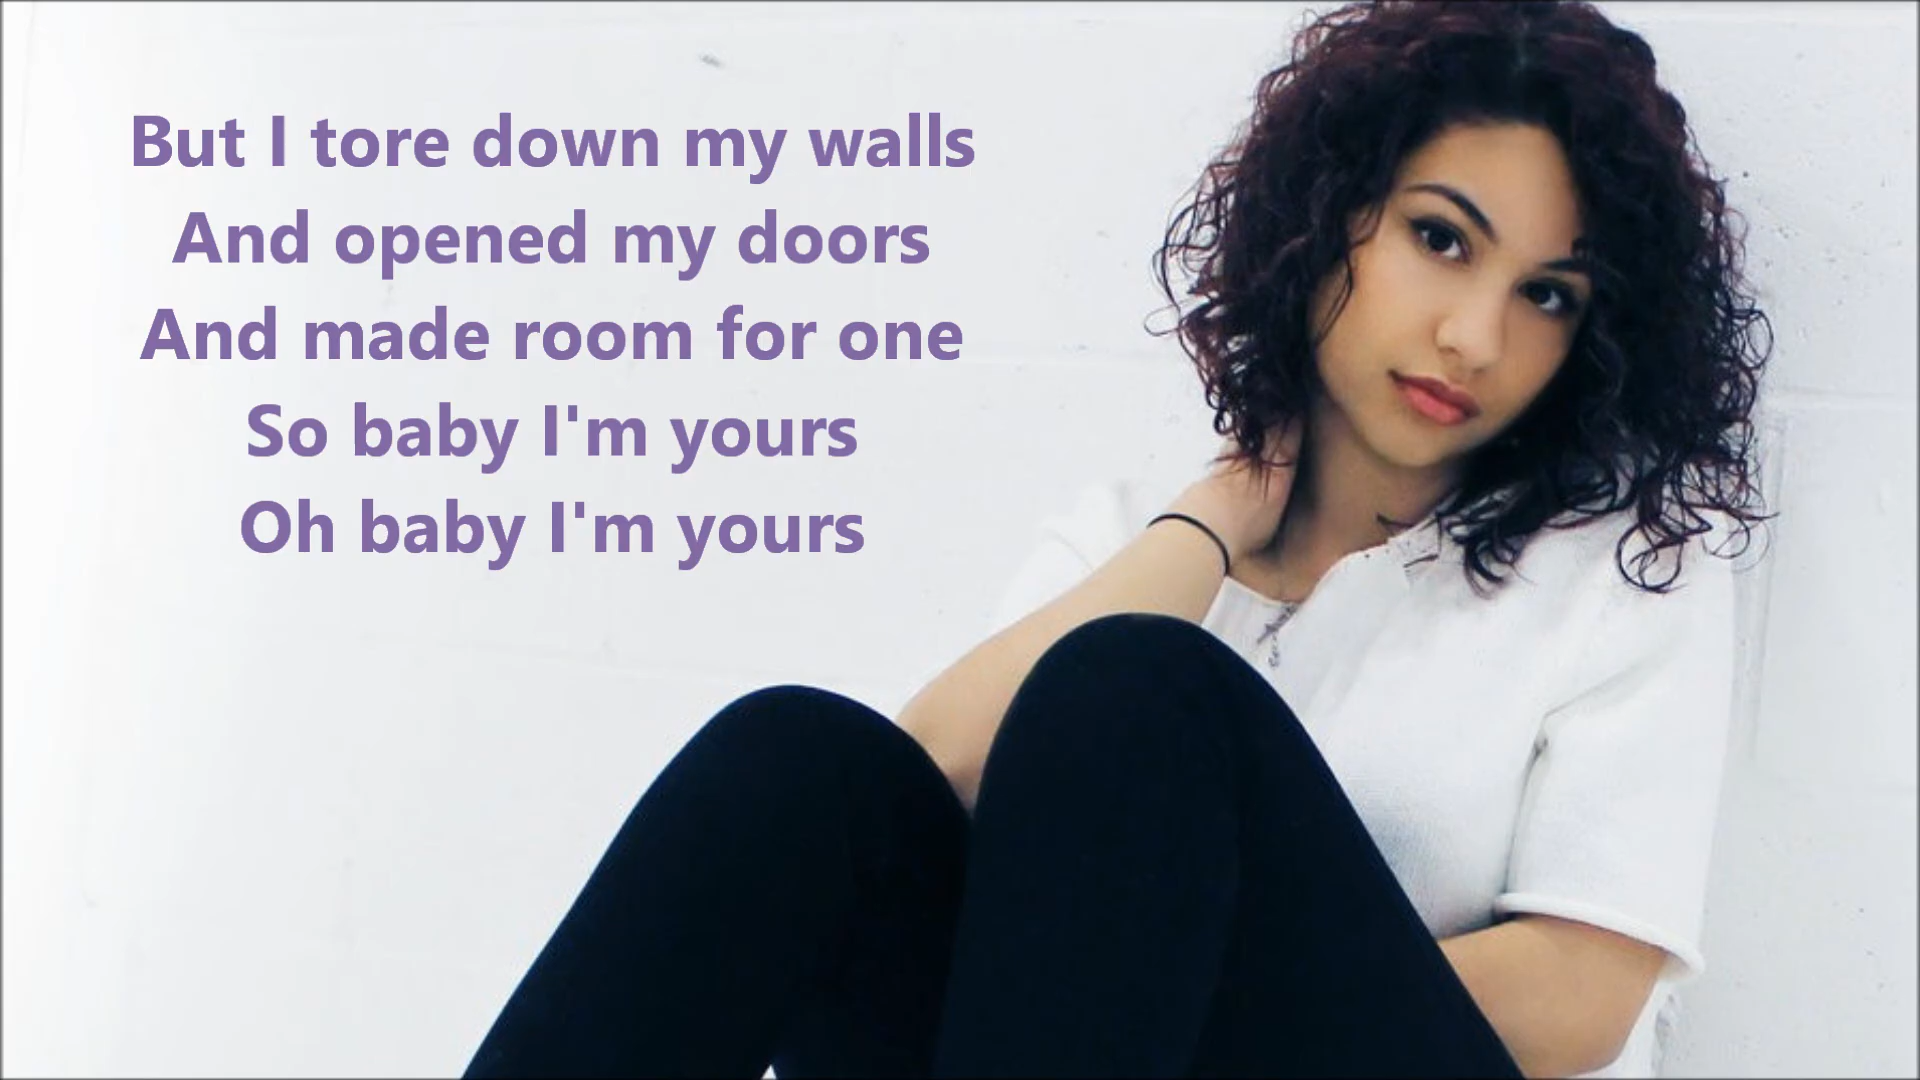 But I tore down my walls
And opened my doors
And made room for one
So baby I'm yours
Oh baby I'm yours